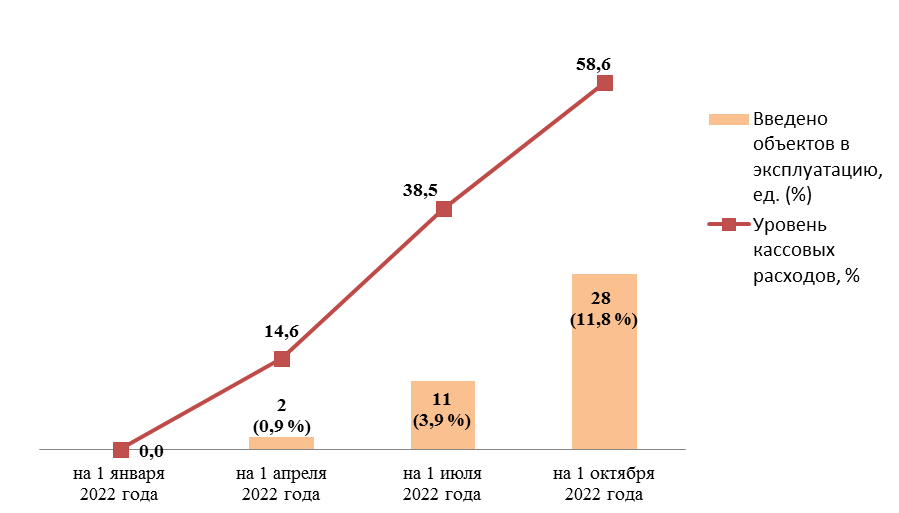 58,6
38,5
14,6
0,0
2
(0,9 %)
11
(3,9 %)
28
(11,8 %)
на 1 января
2022 года
на 1 апреля
2022 года
на 1 июля
2022 года
на 1 октября
2022 года
Введено
объектов в
эксплуатацию,
ед. (%)
Уровень
кассовых
расходов, %